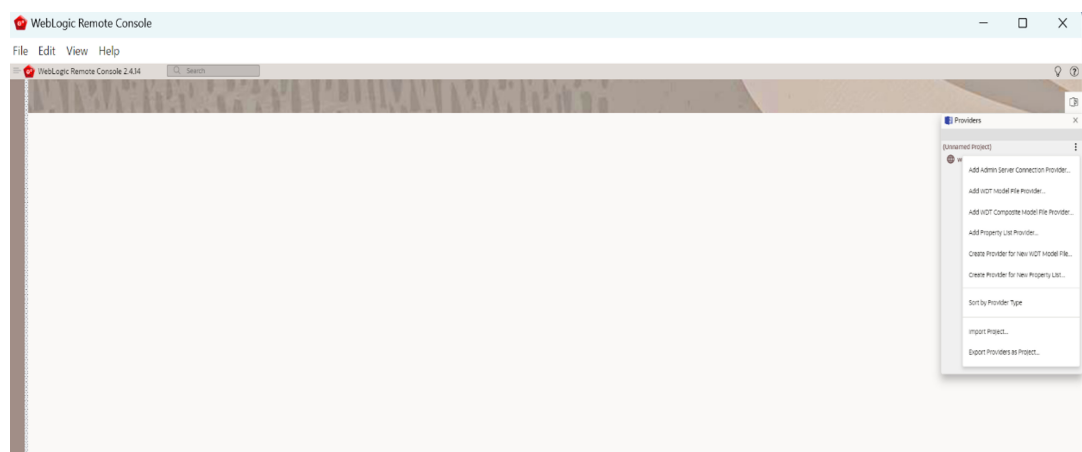 WebLogic Remote Console
File Edit View Help
WebLogic Remote Console 2.4.14
Search
Providers
(Unnamed Project)
Add Admin Server Connection Provider...
Add WDT Model File Provider...
Add WDT Composite Model File Provider...
Add Property List Provider...
Create Provider for New WDT Model File...
Create Provider for New Property List...
Sort by Provider Type
Import Project...
Export Providers as Project...